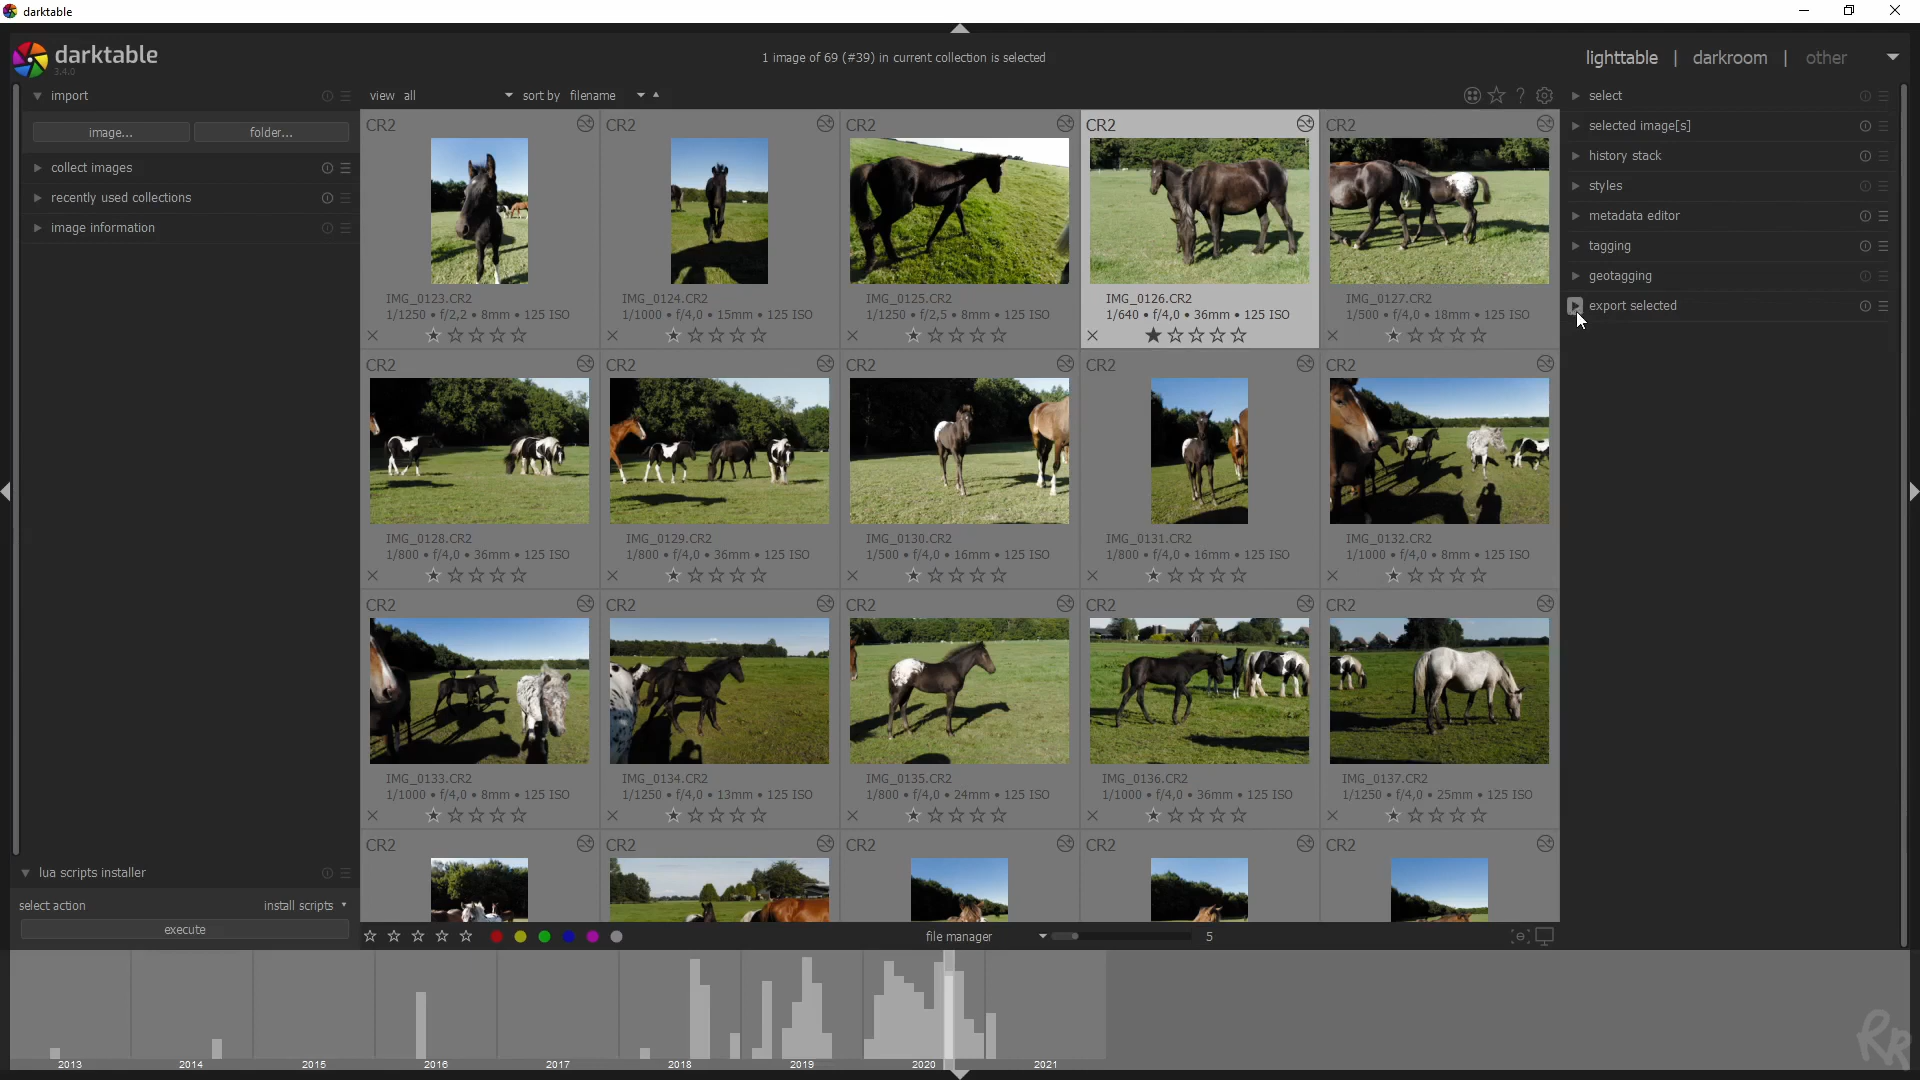 darktable
darktable
3.4.0
1 image of 69 (#39) in current collection is selected
lighttable | darkroom | other
import
image...
folder...
collect images
recently used collections
image information
view all
sort by filename
?
select
selected image[s]
history stack
styles
metadata editor
tagging
geotagging
export selected
CR2 CR2 CR2 CR2 CR2
IMG_0123.CR2 IMG_0124.CR2 IMG_0125.CR2 IMG_0126.CR2 IMG_0127.CR2
1/1250 • f/2,2 • 8mm • 125 ISO 1/1000 • f/4,0 • 15mm • 125 ISO 1/1250 • f/2,5 • 8mm • 125 ISO 1/640 • f/4,0 • 36mm • 125 ISO 1/500 • f/4,0 • 18mm • 125 ISO
CR2 CR2 CR2 CR2 CR2
IMG_0128.CR2 IMG_0129.CR2 IMG_0130.CR2 IMG_0131.CR2 IMG_0132.CR2
1/800 • f/4,0 • 36mm • 125 ISO 1/800 • f/4,0 • 36mm • 125 ISO 1/500 • f/4,0 • 16mm • 125 ISO 1/800 • f/4,0 • 16mm • 125 ISO 1/1000 • f/4,0 • 8mm • 125 ISO
CR2 CR2 CR2 CR2 CR2
IMG_0133.CR2 IMG_0134.CR2 IMG_0135.CR2 IMG_0136.CR2 IMG_0137.CR2
1/1000 • f/4,0 • 8mm • 125 ISO 1/1250 • f/4,0 • 13mm • 125 ISO 1/800 • f/4,0 • 24mm • 125 ISO 1/1000 • f/4,0 • 36mm • 125 ISO 1/1250 • f/4,0 • 25mm • 125 ISO
CR2 CR2 CR2 CR2 CR2
lua scripts installer
select action install scripts
execute
file manager 5
2013 2014 2015 2016 2017 2018 2019 2020 2021
RR